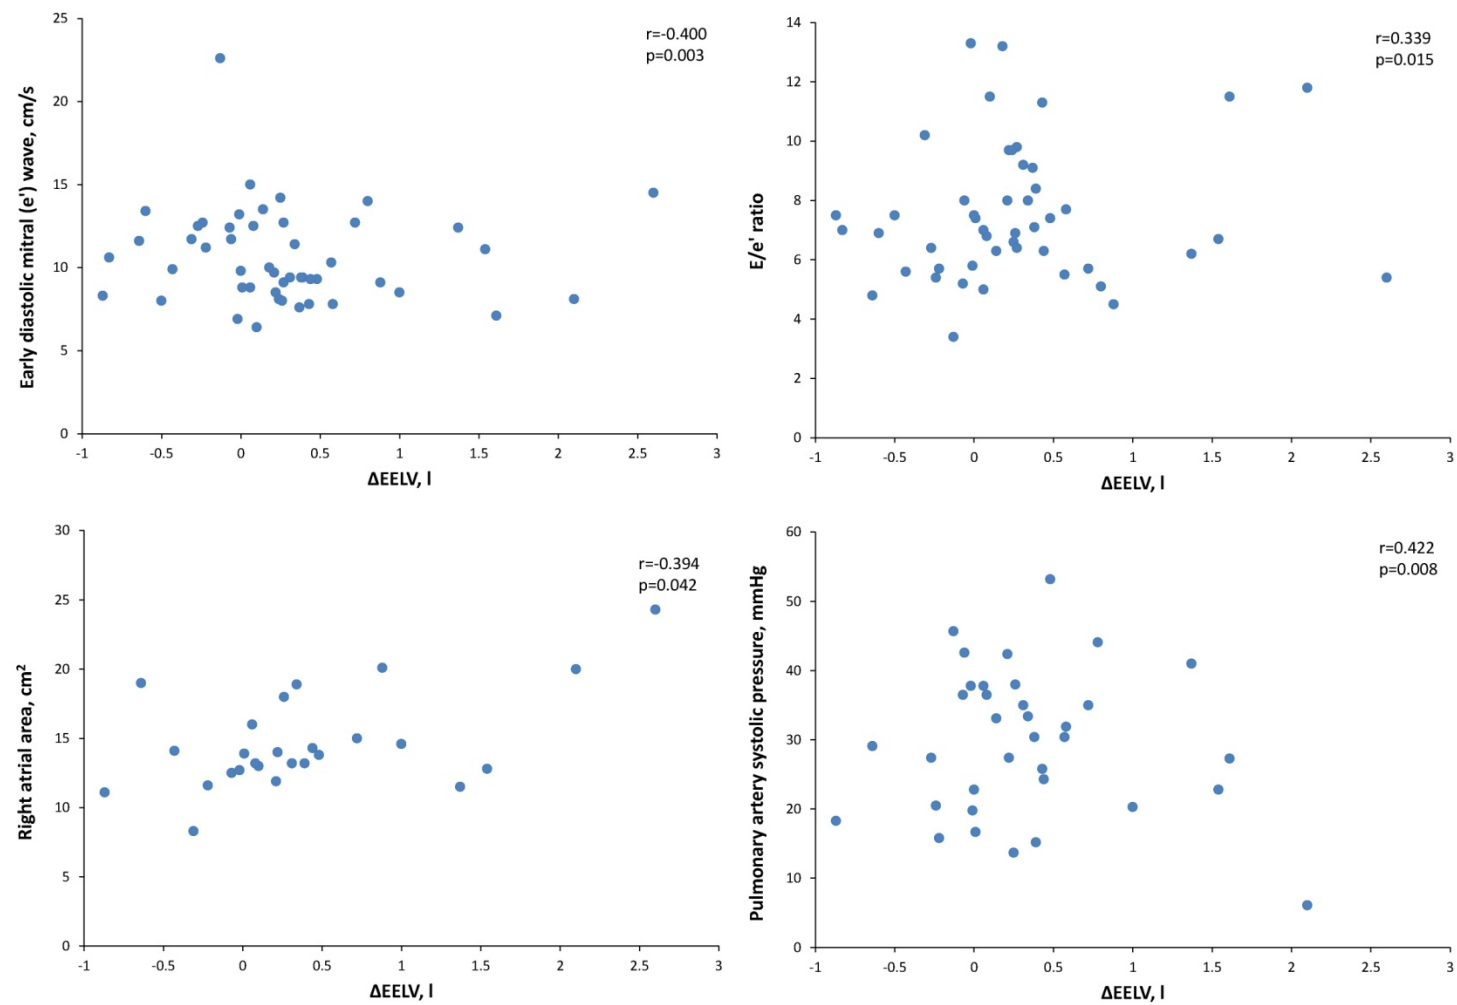 25
20
15
10
5
0
-1 -0.5 0 0.5 1 1.5 2 2.5 3
Early diastolic mitral (e') wave, cm/s
ΔEELV, l
r=-0.400
p=0.003
14
12
10
8
6
4
2
0
-1 -0.5 0 0.5 1 1.5 2 2.5 3
E/e' ratio
ΔEELV, l
r=0.339
p=0.015
30
25
20
15
10
5
0
-1 -0.5 0 0.5 1 1.5 2 2.5 3
Right atrial area, cm²
ΔEELV, l
r=-0.394
p=0.042
60
50
40
30
20
10
0
-1 -0.5 0 0.5 1 1.5 2 2.5 3
Pulmonary artery systolic pressure, mmHg
ΔEELV, l
r=0.422
p=0.008